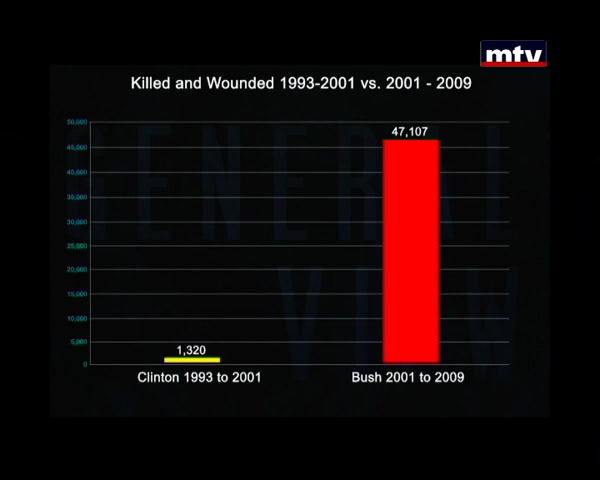 mtv
Killed and Wounded 1993-2001 vs. 2001 - 2009
50,000
47,107
45,000
40,000
35,000
30,000
25,000
20,000
15,000
10,000
5,000
1,320
0
Clinton 1993 to 2001 Bush 2001 to 2009
GENERAL
VIEW